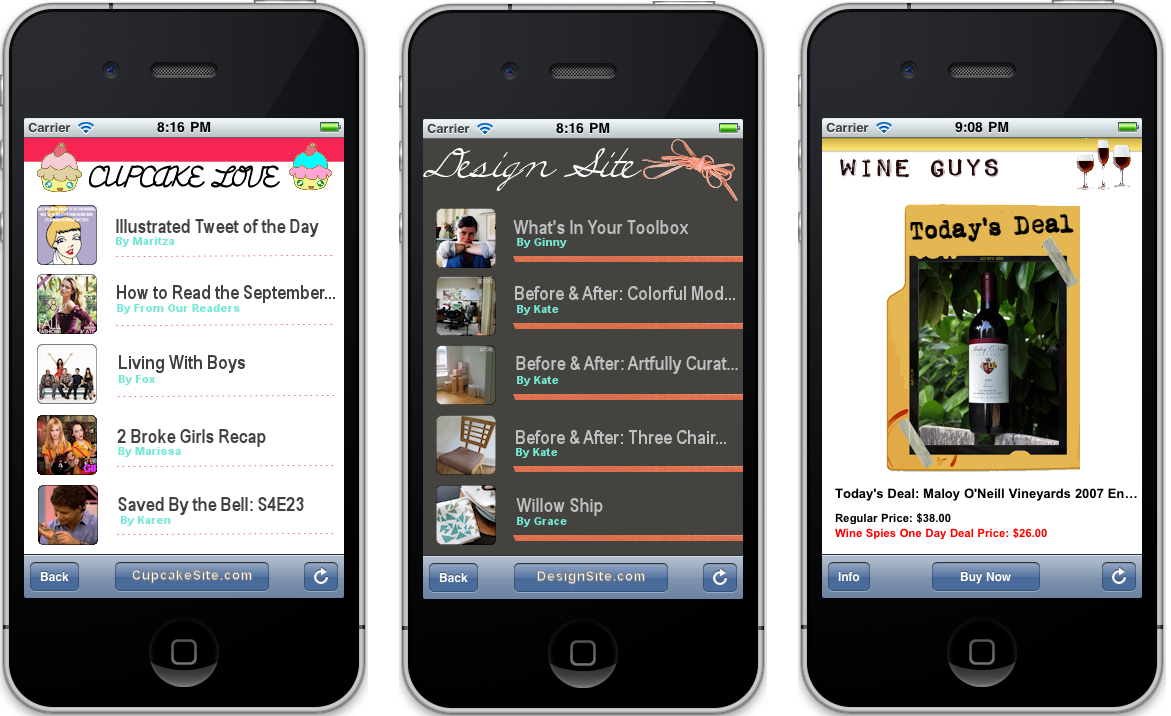 Carrier 8:16 PM
CUPCAKE LOVE
Illustrated Tweet of the Day
By Maritza
How to Read the September...
By From Our Readers
Living With Boys
By Fox
2 Broke Girls Recap
By Marissa
Saved By the Bell: S4E23
By Karen
Back CupcakeSite.com
Carrier 8:16 PM
Design Site
What's In Your Toolbox
By Ginny
Before & After: Colorful Mod...
By Kate
Before & After: Artfully Curat...
By Kate
Before & After: Three Chair...
By Kate
Willow Ship
By Grace
Back DesignSite.com
Carrier 9:08 PM
WINE GUYS
Today's Deal
Maloy O'Neill
2007
Today's Deal: Maloy O'Neill Vineyards 2007 En...
Regular Price: $38.00
Wine Spies One Day Deal Price: $26.00
Info Buy Now